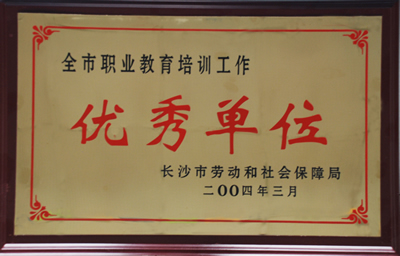 全市职业教育培训工作
优秀单位
长沙市劳动和社会保障局
二00四年三月